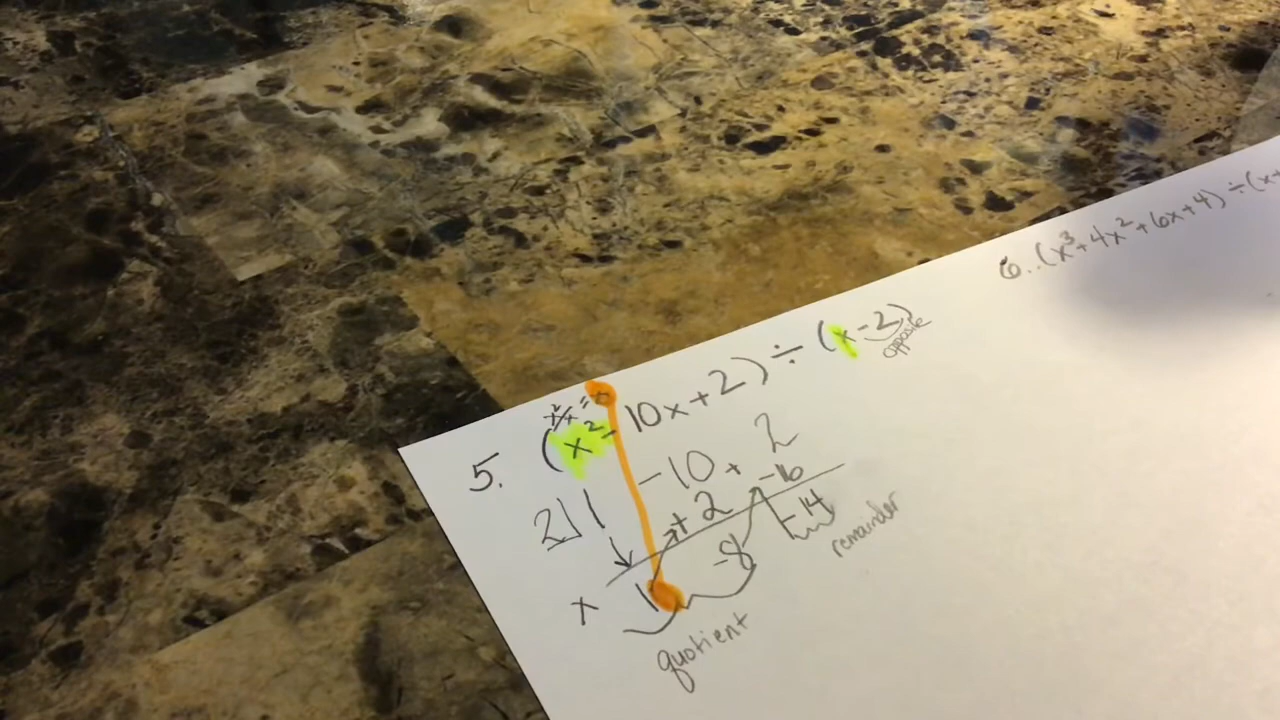 6. (x³+4x²+6x+4) ÷ (x+
5. (x² - 10x + 2) ÷ (x - 2)
opposite
2⌋ 1 -10 + 2
+ 2 -16
x 1 -8 -14
quotient
remainder